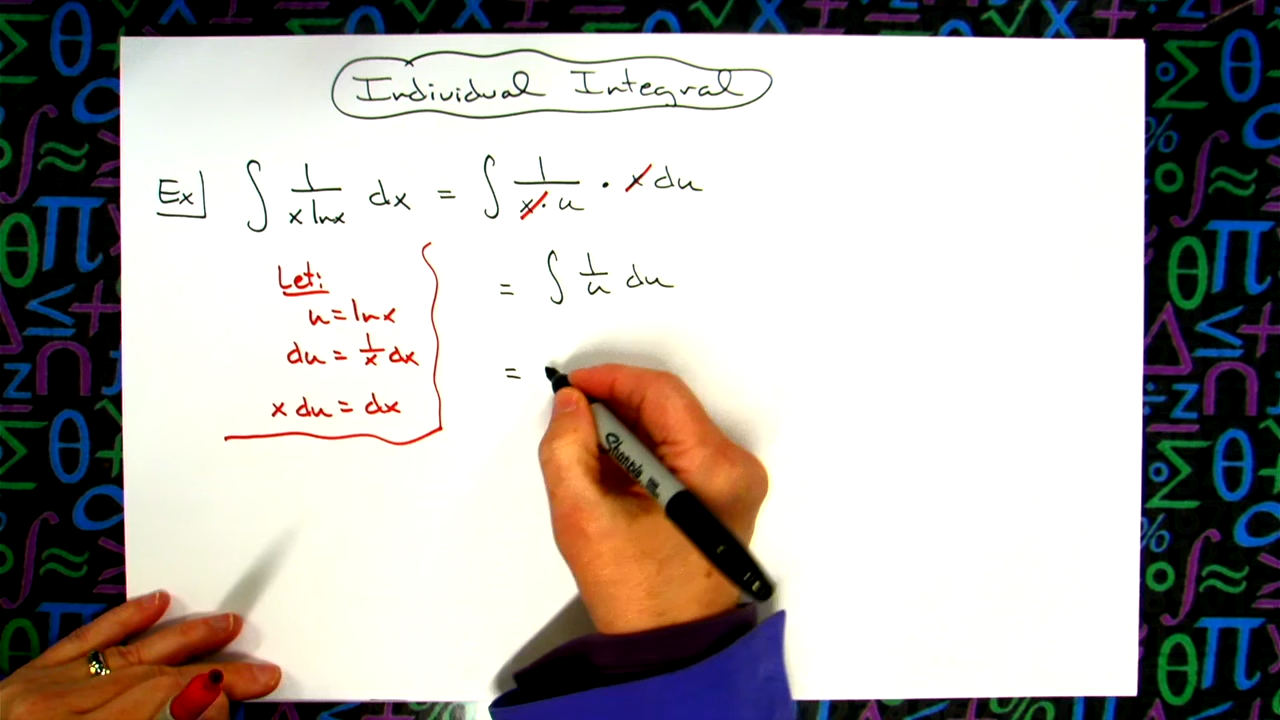 Individual Integral
Ex] ∫ 1/(x lnx) dx = ∫ 1/(x · u) · x du
Let:
u = lnx
du = 1/x dx
x du = dx
= ∫ 1/u du
=
Sharpie